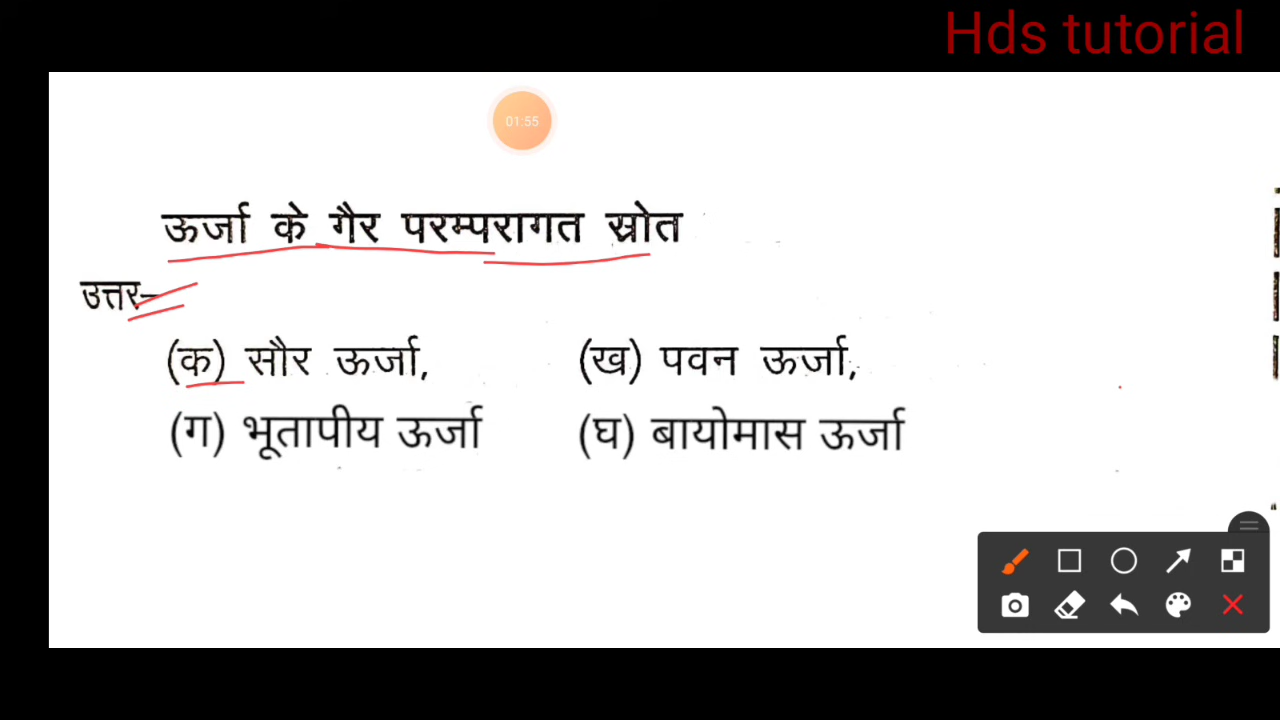 Hds tutorial
01:55
ऊर्जा के गैर परम्परागत स्रोत
उत्तर–
(क) सौर ऊर्जा, (ख) पवन ऊर्जा,
(ग) भूतापीय ऊर्जा (घ) बायोमास ऊर्जा